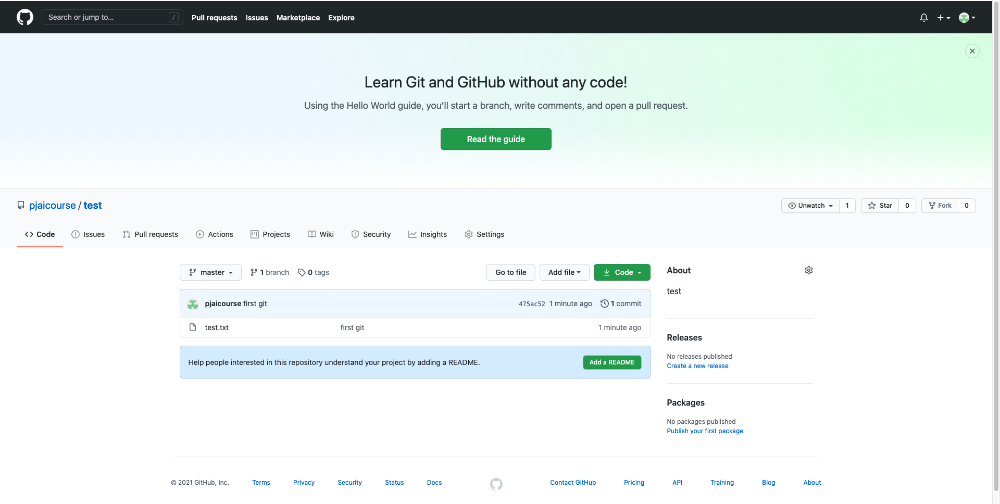 Search or jump to... /
Pull requests Issues Marketplace Explore
Learn Git and GitHub without any code!
Using the Hello World guide, you’ll start a branch, write comments, and open a pull request.
Read the guide
pjaicourse / test
Unwatch 1 Star 0 Fork 0
Code Issues Pull requests Actions Projects Wiki Security Insights Settings
master 1 branch 0 tags Go to file Add file Code
pjaicourse first git 475ac52 1 minute ago 1 commit
test.txt first git 1 minute ago
Help people interested in this repository understand your project by adding a README. Add a README
About
test
Releases
No releases published
Create a new release
Packages
No packages published
Publish your first package
© 2021 GitHub, Inc. Terms Privacy Security Status Docs Contact GitHub Pricing API Training Blog About